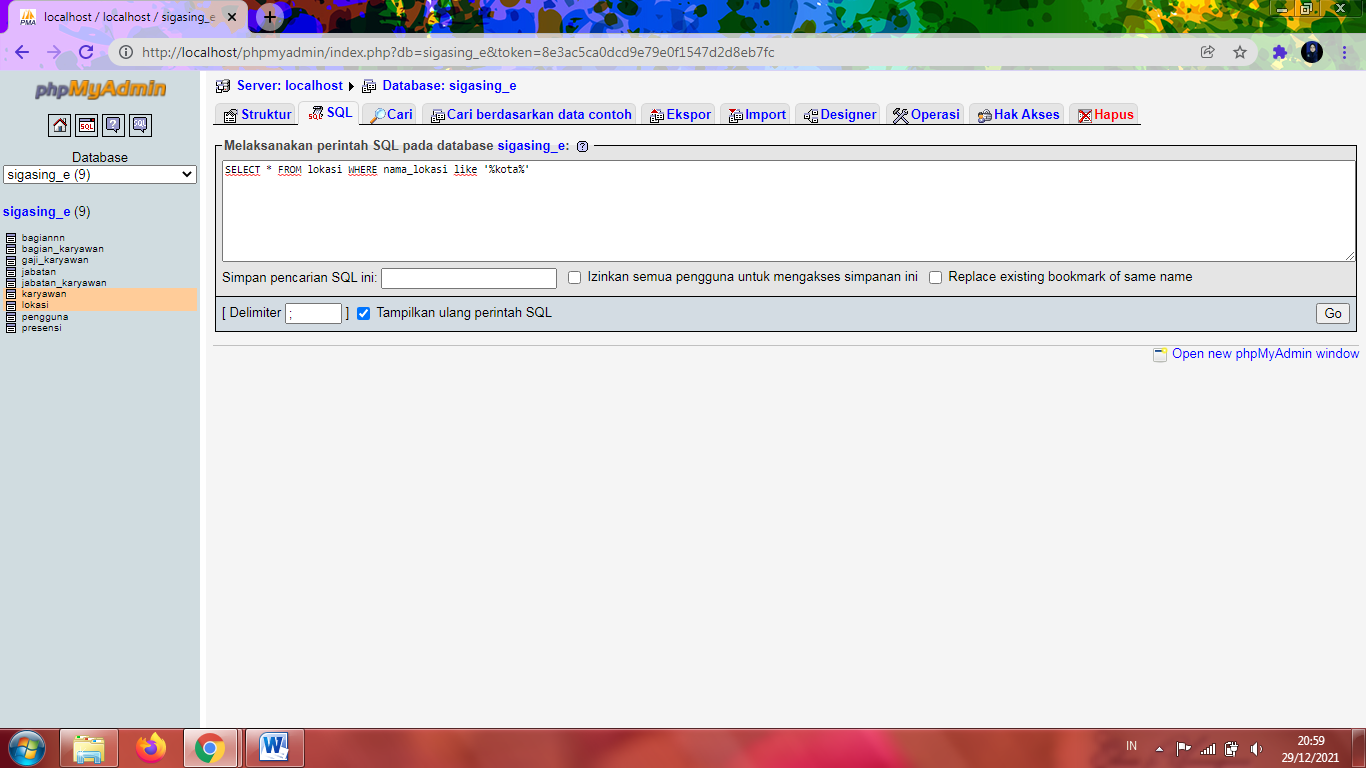 localhost / localhost / sigasing_e
http://localhost/phpmyadmin/index.php?db=sigasing_e&token=8e3ac5ca0dcd9e79e0f1547d2d8eb7fc
phpMyAdmin
SQL
Database
sigasing_e (9)
sigasing_e (9)
bagiannn
bagian_karyawan
gaji_karyawan
jabatan
jabatan_karyawan
karyawan
lokasi
pengguna
presensi
Server: localhost Database: sigasing_e
Struktur SQL Cari Cari berdasarkan data contoh Ekspor Import Designer Operasi Hak Akses Hapus
Melaksanakan perintah SQL pada database sigasing_e:
SELECT * FROM lokasi WHERE nama_lokasi like '%kota%'
Simpan pencarian SQL ini: Izinkan semua pengguna untuk mengakses simpanan ini Replace existing bookmark of same name
[ Delimiter ; ] Tampilkan ulang perintah SQL Go
Open new phpMyAdmin window
IN 20:59
29/12/2021